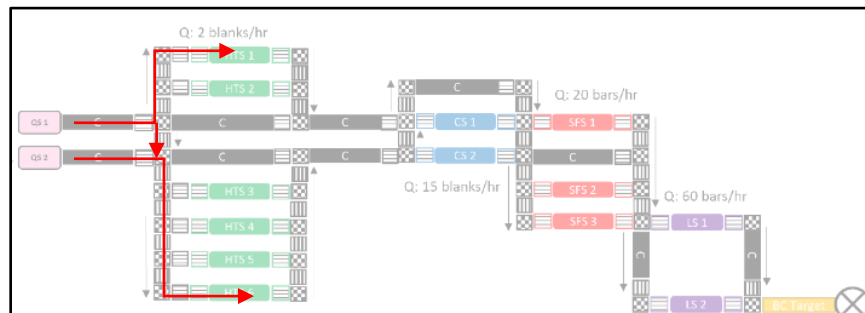 Q: 2 blanks/hr
HTS 1
HTS 2
C
Q: 20 bars/hr
QS 1
C
C
C
CS 1
SFS 1
QS 2
C
C
C
CS 2
C
HTS 3
Q: 15 blanks/hr
SFS 2
Q: 60 bars/hr
HTS 4
SFS 3
LS 1
HTS 5
C
C
HTS 6
LS 2
BC Target